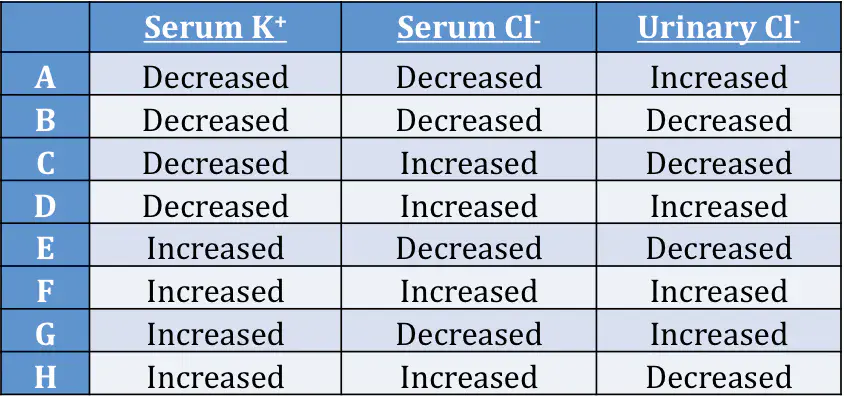 Serum K+ Serum Cl- Urinary Cl-
A Decreased Decreased Increased
B Decreased Decreased Decreased
C Decreased Increased Decreased
D Decreased Increased Increased
E Increased Decreased Decreased
F Increased Increased Increased
G Increased Decreased Increased
H Increased Increased Decreased